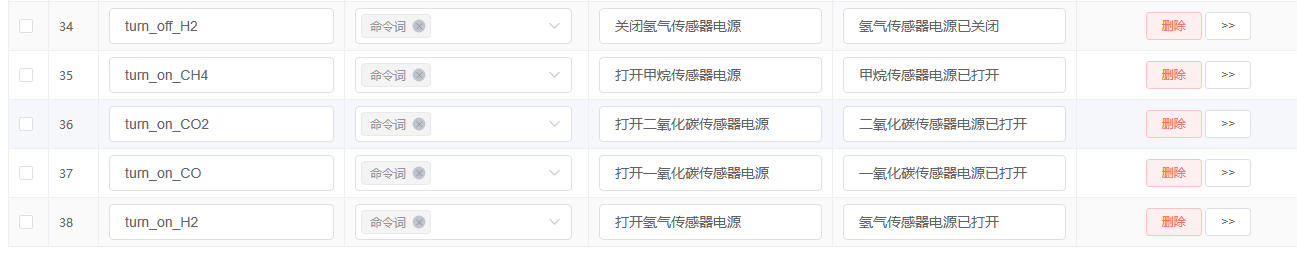 34 turn_off_H2 命令词 关闭氢气传感器电源 氢气传感器电源已关闭 删除 >>
35 turn_on_CH4 命令词 打开甲烷传感器电源 甲烷传感器电源已打开 删除 >>
36 turn_on_CO2 命令词 打开二氧化碳传感器电源 二氧化碳传感器电源已打开 删除 >>
37 turn_on_CO 命令词 打开一氧化碳传感器电源 一氧化碳传感器电源已打开 删除 >>
38 turn_on_H2 命令词 打开氢气传感器电源 氢气传感器电源已打开 删除 >>